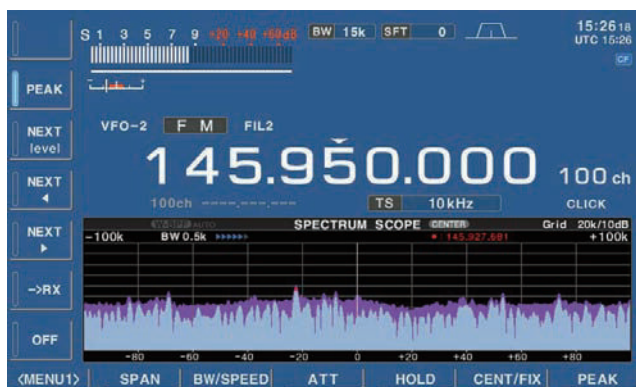 S 1 3 5 7 9 +20 +40 +60dB
BW 15k SFT 0
15:26 18
UTC 15:26
CF
PEAK
VFO-2 F M FIL2
NEXT
level
145.950.000 100 ch
NEXT
◀
100ch ----.---.---
TS 10kHz
CLICK
NEXT
▶
AUTO SPECTRUM SCOPE CENTER Grid 20k/10dB
-100k BW 0.5k ▸▸▸▸▸▸ 145.927.681 +100k
->RX
OFF
-80 -60 -40 -20 0 +20 +40 +60 +80
<MENU1> SPAN BW/SPEED ATT HOLD CENT/FIX PEAK